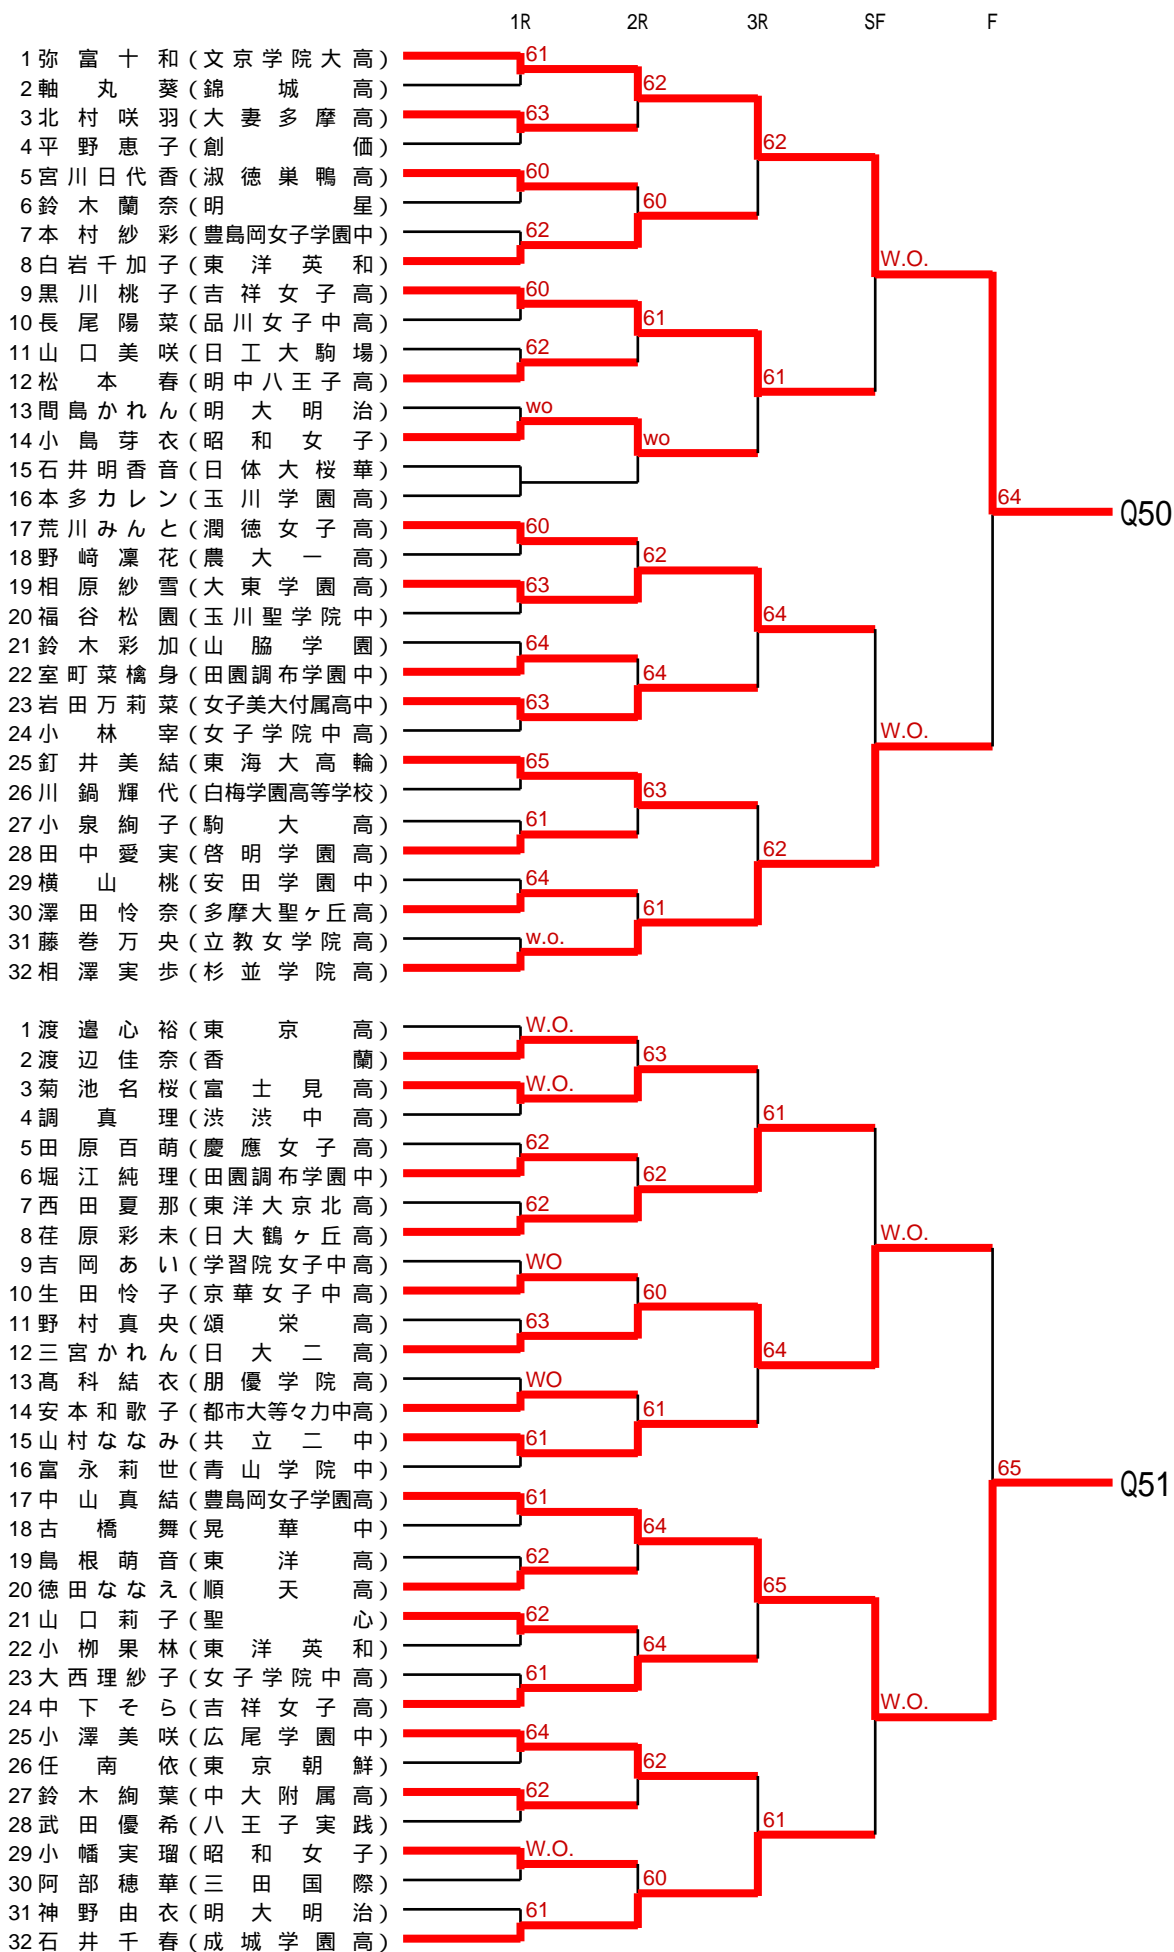 1R 2R 3R SF F
1 弥富十和 (文京学院大高) 61
2 軸丸葵 (錦城高) 62
3 北村咲羽 (大妻多摩高) 63
4 平野恵子 (創価) 62
5 宮川日代香 (淑徳巣鴨高) 60
6 鈴木蘭奈 (明星) 60
7 本村紗彩 (豊島岡女子学園中) 62
8 白岩千加子 (東洋英和) W.O.
9 黒川桃子 (吉祥女子高) 60
10 長尾陽菜 (品川女子中高) 61
11 山口美咲 (日工大駒場) 62
12 松本春 (明中八王子高) 61
13 間島かれん (明大明治) wo
14 小島芽衣 (昭和女子) wo
15 石井明香音 (日体大桜華)
16 本多カレン (玉川学園高) 64 Q50
17 荒川みんと (潤徳女子高) 60
18 野﨑凜花 (農大一高) 62
19 相原紗雪 (大東学園高) 63
20 福谷松園 (玉川聖学院中) 64
21 鈴木彩加 (山脇学園) 64
22 室町菜檎身 (田園調布学園中) 64
23 岩田万莉菜 (女子美大付属高中) 63
24 小林宰 (女子学院中高) W.O.
25 釘井美結 (東海大高輪) 65
26 川鍋輝代 (白梅学園高等学校) 63
27 小泉絢子 (駒大高) 61
28 田中愛実 (啓明学園高) 62
29 横山桃 (安田学園中) 64
30 澤田怜奈 (多摩大聖ヶ丘高) 61
31 藤巻万央 (立教女学院高) w.o.
32 相澤実歩 (杉並学院高)
1 渡邉心裕 (東京高) W.O.
2 渡辺佳奈 (香蘭) 63
3 菊池名桜 (富士見高) W.O.
4 調真理 (渋渋中高) 61
5 田原百萌 (慶應女子高) 62
6 堀江純理 (田園調布学園中) 62
7 西田夏那 (東洋大京北高) 62
8 荏原彩未 (日大鶴ヶ丘高) W.O.
9 吉岡あい (学習院女子中高) WO
10 生田怜子 (京華女子中高) 60
11 野村真央 (頌栄高) 63
12 三宮かれん (日大二高) 64
13 髙科結衣 (朋優学院高) WO
14 安本和歌子 (都市大等々力中高) 61
15 山村ななみ (共立二中) 61
16 富永莉世 (青山学院中) 65 Q51
17 中山真結 (豊島岡女子学園高) 61
18 古橋舞 (晃華中) 64
19 島根萌音 (東洋高) 62
20 徳田ななえ (順天高) 65
21 山口莉子 (聖心) 62
22 小栁果林 (東洋英和) 64
23 大西理紗子 (女子学院中高) 61
24 中下そら (吉祥女子高) W.O.
25 小澤美咲 (広尾学園中) 64
26 任南依 (東京朝鮮) 62
27 鈴木絢葉 (中大附属高) 62
28 武田優希 (八王子実践) 61
29 小幡実瑠 (昭和女子) W.O.
30 阿部穂華 (三田国際) 60
31 神野由衣 (明大明治) 61
32 石井千春 (成城学園高)